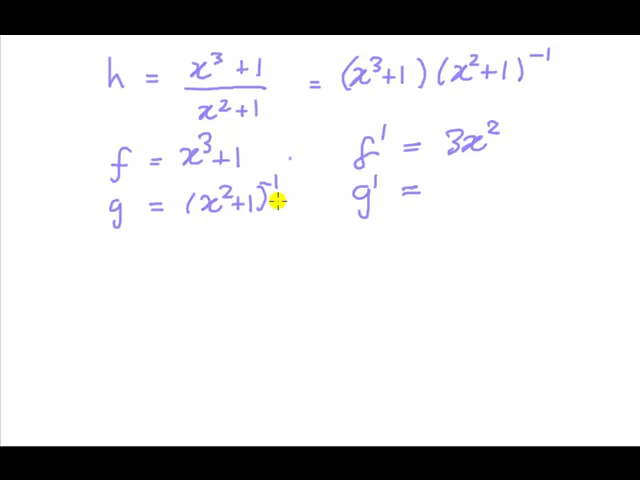 h = x³ + 1 / x² + 1 = (x³+1) (x²+1)⁻¹
f = x³+1 . f' = 3x²
g = (x²+1)⁻¹ g' =